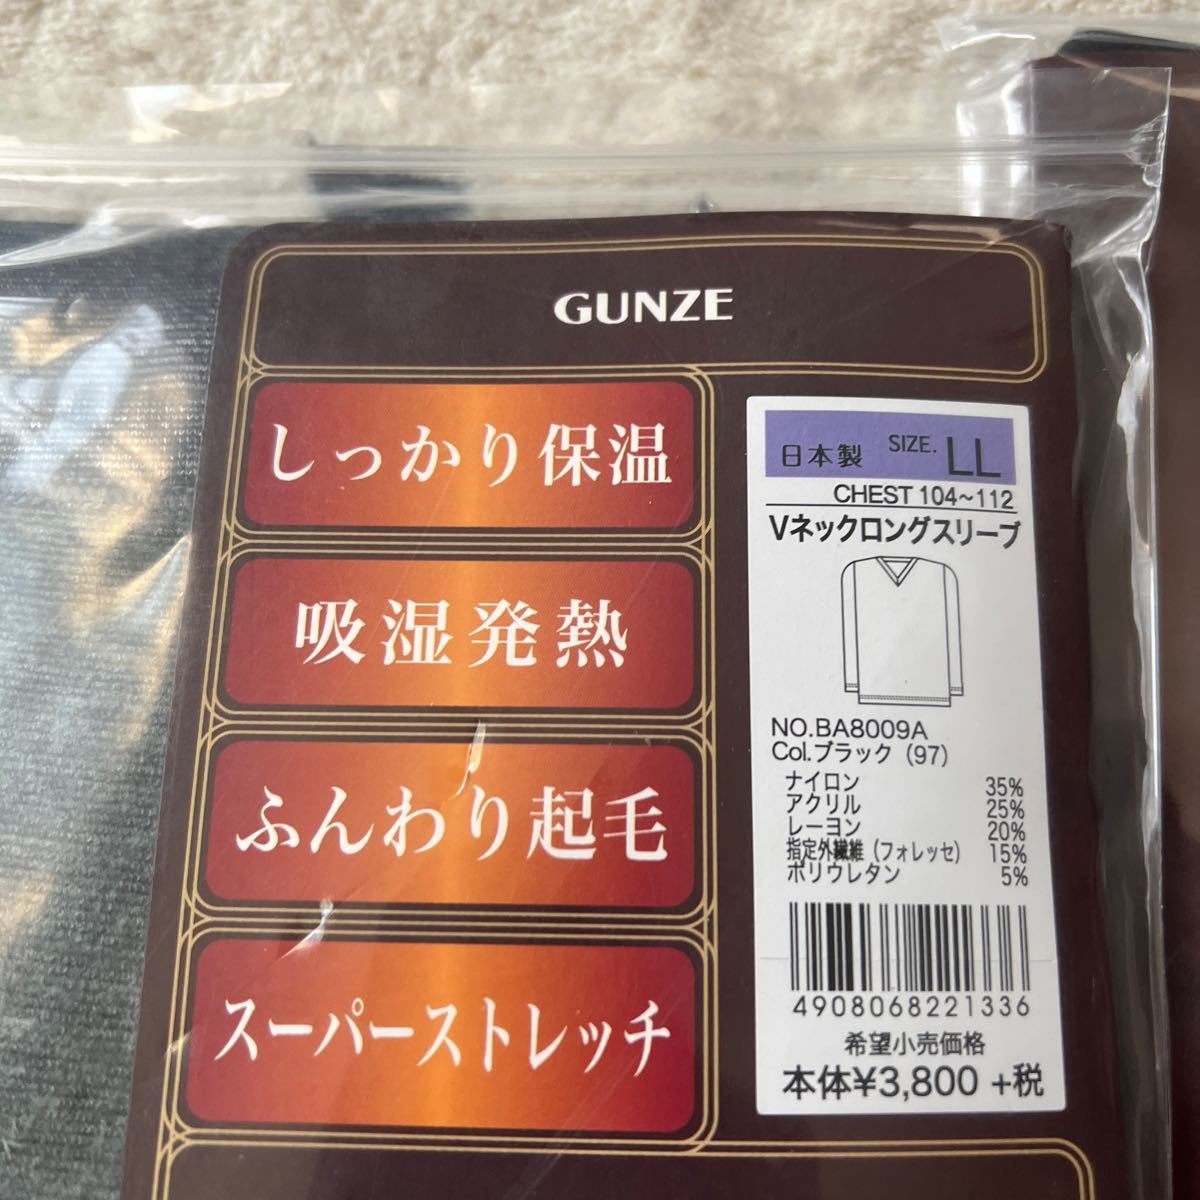 GUNZE
しっかり保温
吸湿発熱
ふんわり起毛
スーパーストレッチ
日本製 SIZE. LL
CHEST 104~112
Vネックロングスリーブ
NO.BA8009A
Col.ブラック (97)
ナイロン 35%
アクリル 25%
レーヨン 20%
指定外繊維 (フォレッセ) 15%
ポリウレタン 5%
4908068221336
希望小売価格
本体¥3,800 +税